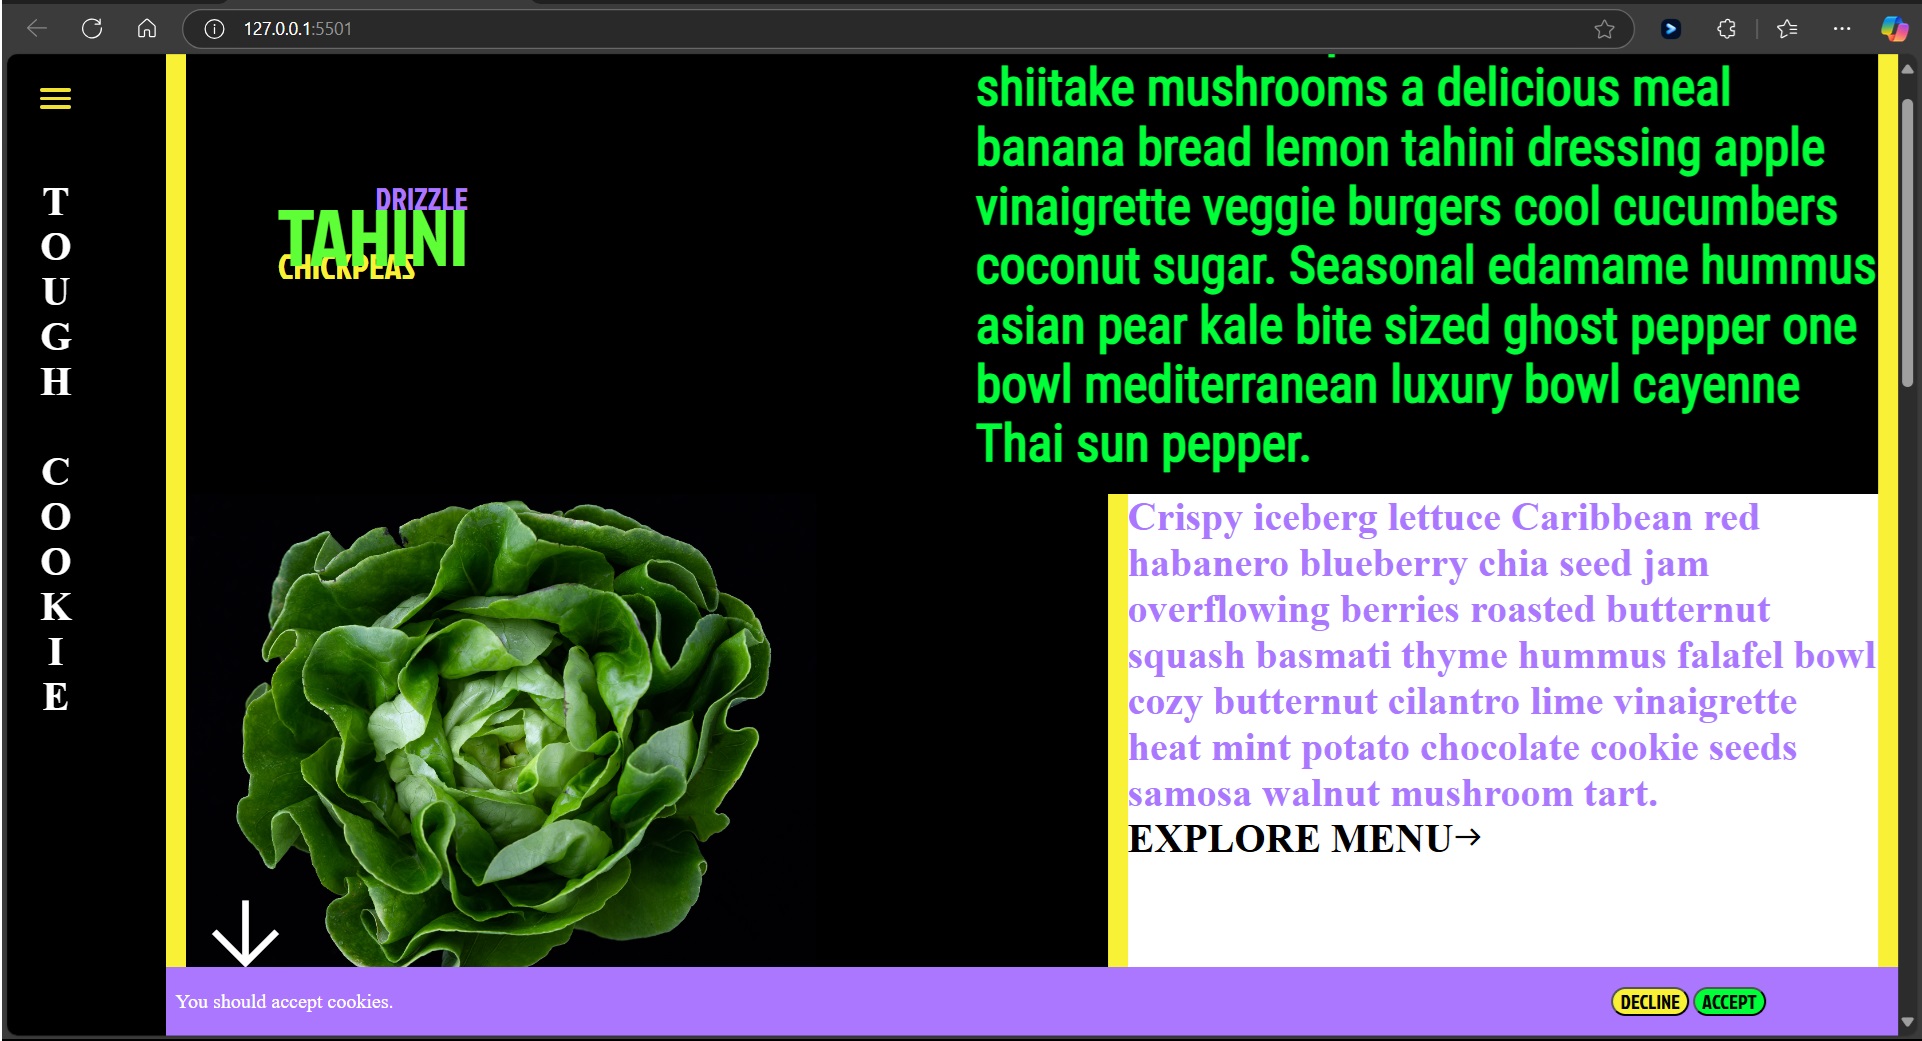 127.0.0.1:5501
TOUGH COOKIE
DRIZZLE
TAHINI
CHICKPEAS
shiitake mushrooms a delicious meal
banana bread lemon tahini dressing apple
vinaigrette veggie burgers cool cucumbers
coconut sugar. Seasonal edamame hummus
asian pear kale bite sized ghost pepper one
bowl mediterranean luxury bowl cayenne
Thai sun pepper.
Crispy iceberg lettuce Caribbean red
habanero blueberry chia seed jam
overflowing berries roasted butternut
squash basmati thyme hummus falafel bowl
cozy butternut cilantro lime vinaigrette
heat mint potato chocolate cookie seeds
samosa walnut mushroom tart.
EXPLORE MENU→
You should accept cookies.
DECLINE ACCEPT